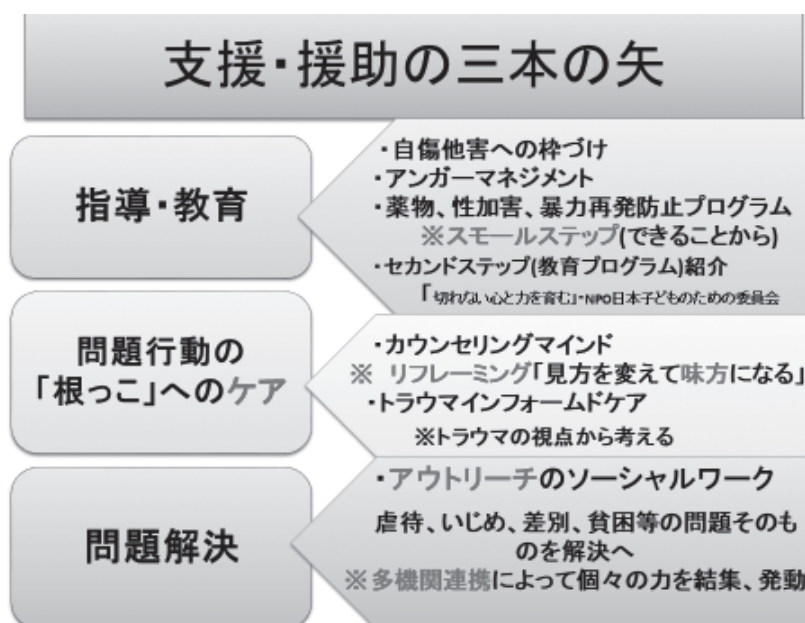 支援・援助の三本の矢
指導・教育
・自傷他害への枠づけ
・アンガーマネジメント
・薬物、性加害、暴力再発防止プログラム
※スモールステップ(できることから)
・セカンドステップ(教育プログラム)紹介
「切れない心と力を育む」・NPO日本子どものための委員会
問題行動の
「根っこ」へのケア
・カウンセリングマインド
※ リフレーミング「見方を変えて味方になる」
・トラウマインフォームドケア
※トラウマの視点から考える
問題解決
・アウトリーチのソーシャルワーク
虐待、いじめ、差別、貧困等の問題そのも
のを解決へ
※多機関連携によって個々の力を結集、発動